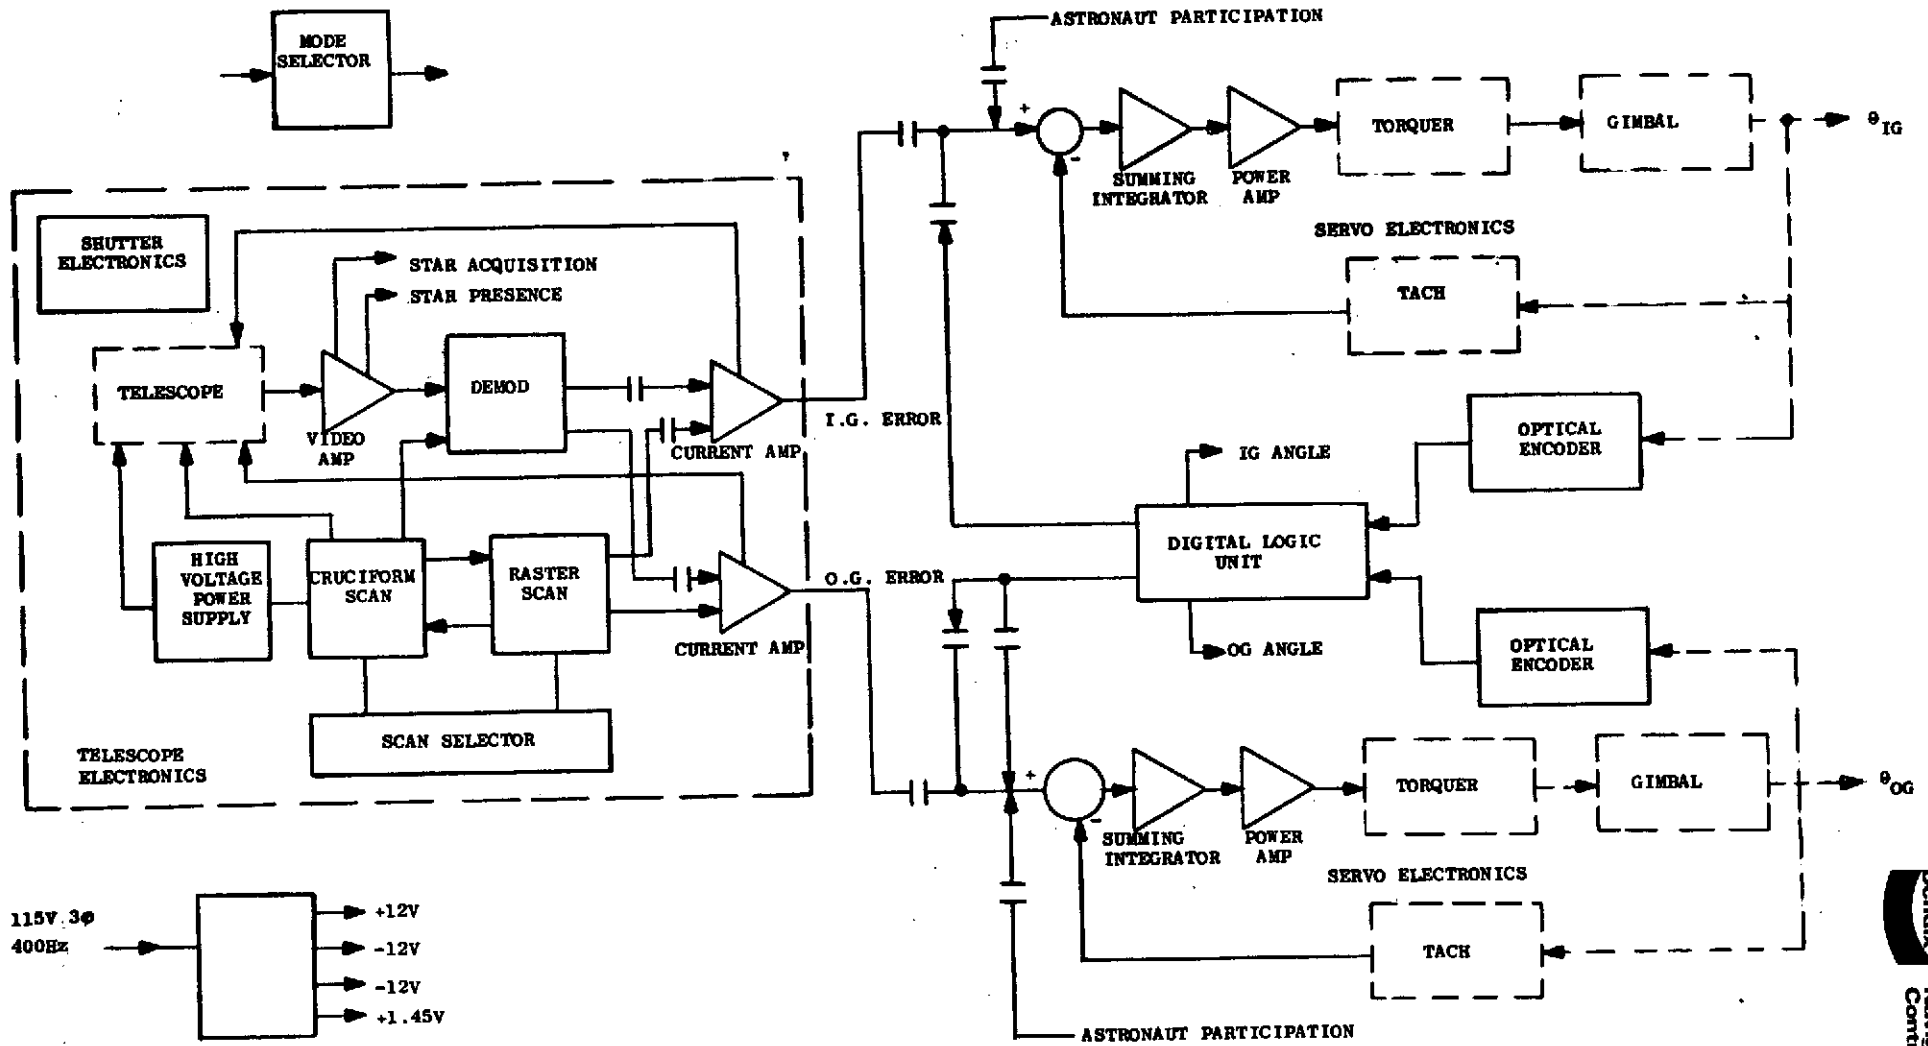 ASTRONAUT PARTICIPATION
MODE
SELECTOR
+
-
TORQUER
GIMBAL
θIG
SUMMING
INTEGRATOR
POWER
AMP
SERVO ELECTRONICS
TACH
SHUTTER
ELECTRONICS
STAR ACQUISITION
STAR PRESENCE
TELESCOPE
VIDEO
AMP
DEMOD
CURRENT AMP
I.G. ERROR
OPTICAL
ENCODER
IG ANGLE
DIGITAL LOGIC
UNIT
OG ANGLE
OPTICAL
ENCODER
HIGH
VOLTAGE
POWER
SUPPLY
CRUCIFORM
SCAN
RASTER
SCAN
CURRENT AMP
O.G. ERROR
SCAN SELECTOR
TELESCOPE
ELECTRONICS
+
-
SUMMING
INTEGRATOR
POWER
AMP
TORQUER
GIMBAL
θOG
SERVO ELECTRONICS
TACH
115V 3φ
400Hz
+12V
-12V
-12V
+1.45V
ASTRONAUT PARTICIPATION